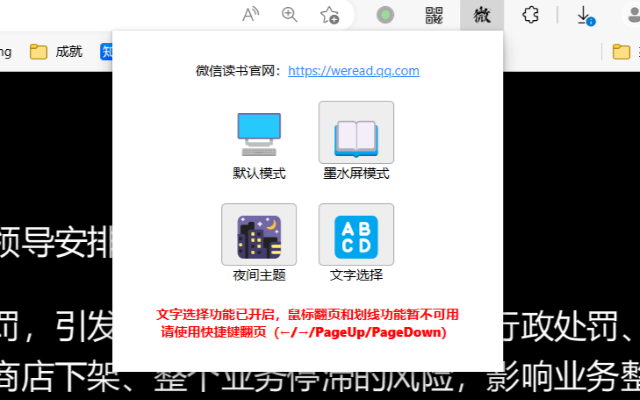 A))
微
ng
成就
知
微信读书官网：https://weread.qq.com
默认模式
墨水屏模式
ABCD
夜间主题
文字选择
文字选择功能已开启，鼠标翻页和划线功能暂不可用
请使用快捷键翻页（←/→/PageUp/PageDown）
领导安排
罚，引发
行政处罚、
商店下架、整个业务停滞的风险，影响业务整